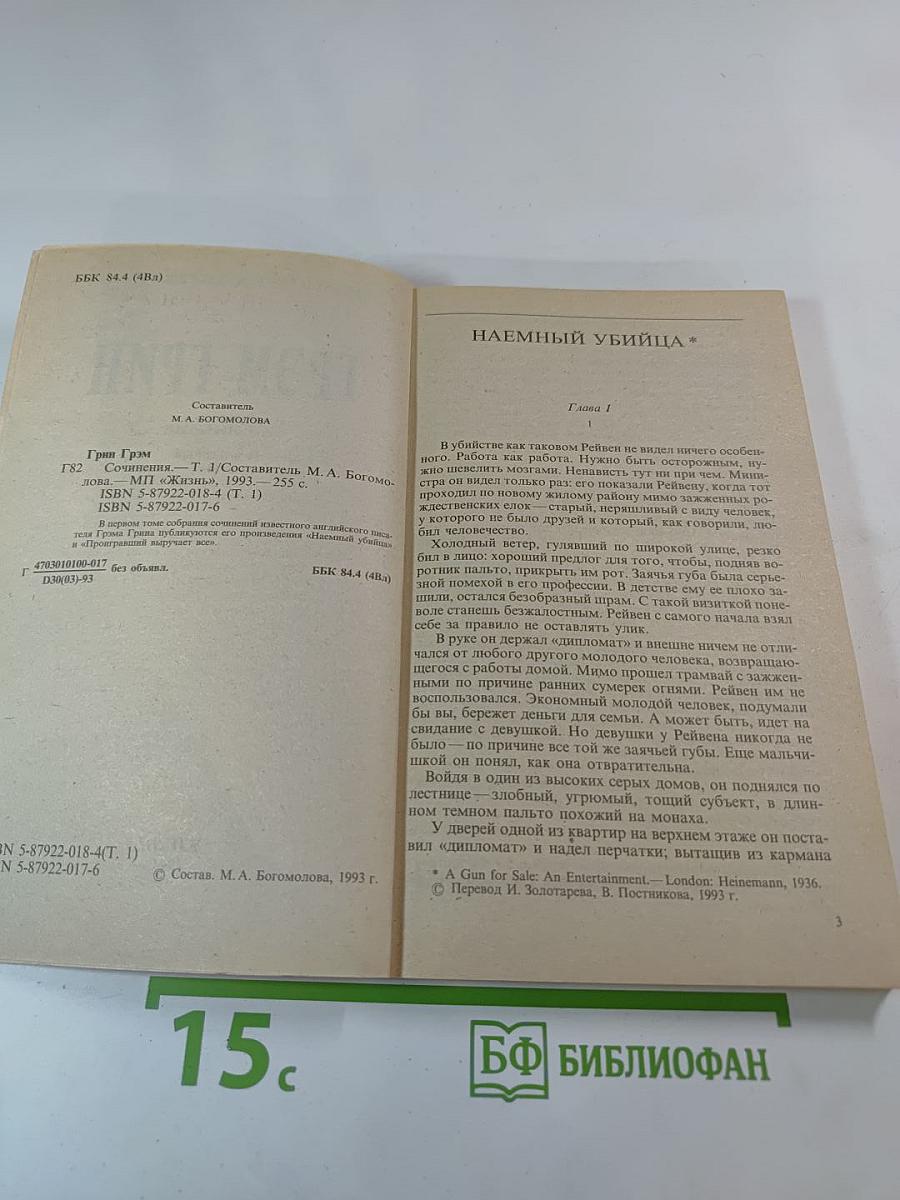 ББК 84.4 (4Вл)
Составитель
М. А. БОГОМОЛОВА
Грин Грэм
Г82 Сочинения.— Т. 1/Составитель М. А. Богомо-
лова.— МП «Жизнь», 1993.— 255 с.
ISBN 5-87922-018-4 (Т. 1)
ISBN 5-87922-017-6
В первом томе собрания сочинений известного английского писа-
теля Грэма Грина публикуются его произведения «Наемный убийца»
и «Проигравший выручает все».
Г 4703010100-017 без объявл.
D30(03)-93
ББК 84.4 (4Вл)
BN 5-87922-018-4(Т. 1)
N 5-87922-017-6
© Состав. М. А. Богомолова, 1993 г.
НАЕМНЫЙ УБИЙЦА*
Глава I
1
В убийстве как таковом Рейвен не видел ничего особен-
ного. Работа как работа. Нужно быть осторожным, ну-
жно шевелить мозгами. Ненависть тут ни при чем. Мини-
стра он видел только раз: его показали Рейвену, когда тот
проходил по новому жилому району мимо зажженных ро-
ждественских елок—старый, неряшливый с виду человек,
у которого не было друзей и который, как говорили, лю-
бил человечество.
Холодный ветер, гулявший по широкой улице, резко
бил в лицо: хороший предлог для того, чтобы, подняв во-
ротник пальто, прикрыть им рот. Заячья губа была серье-
зной помехой в его профессии. В детстве ему ее плохо за-
шили, остался безобразный шрам. С такой визиткой поне-
воле станешь безжалостным. Рейвен с самого начала взял
себе за правило не оставлять улик.
В руке он держал «дипломат» и внешне ничем не отли-
чался от любого другого молодого человека, возвращаю-
щегося с работы домой. Мимо прошел трамвай с зажжен-
ными по причине ранних сумерек огнями. Рейвен им не
воспользовался. Экономный молодой человек, подумали
бы вы, бережет деньги для семьи. А может быть, идет на
свидание с девушкой. Но девушки у Рейвена никогда не
было—по причине все той же заячьей губы. Еще мальчи-
шкой он понял, как она отвратительна.
Войдя в один из высоких серых домов, он поднялся по
лестнице—злобный, угрюмый, тощий субъект, в длин-
ном темном пальто похожий на монаха.
У дверей одной из квартир на верхнем этаже он поста-
вил «дипломат» и надел перчатки; вытащив из кармана
* A Gun for Sale: An Entertainment.— London: Heinemann, 1936.
© Перевод И. Золотарева, В. Постникова, 1993 г.
3
15 с
БФ БИБЛИОФАН